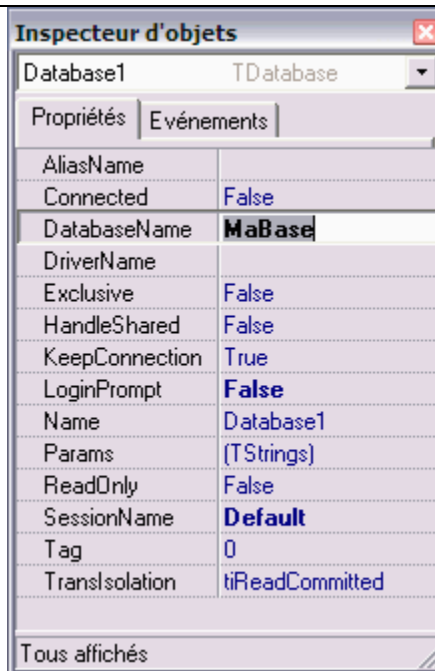 Inspecteur d'objets
Database1 TDatabase
Propriétés Evénements
AliasName
Connected False
DatabaseName MaBase
DriverName
Exclusive False
HandleShared False
KeepConnection True
LoginPrompt False
Name Database1
Params (TStrings)
ReadOnly False
SessionName Default
Tag 0
TransIsolation tiReadCommitted
Tous affichés